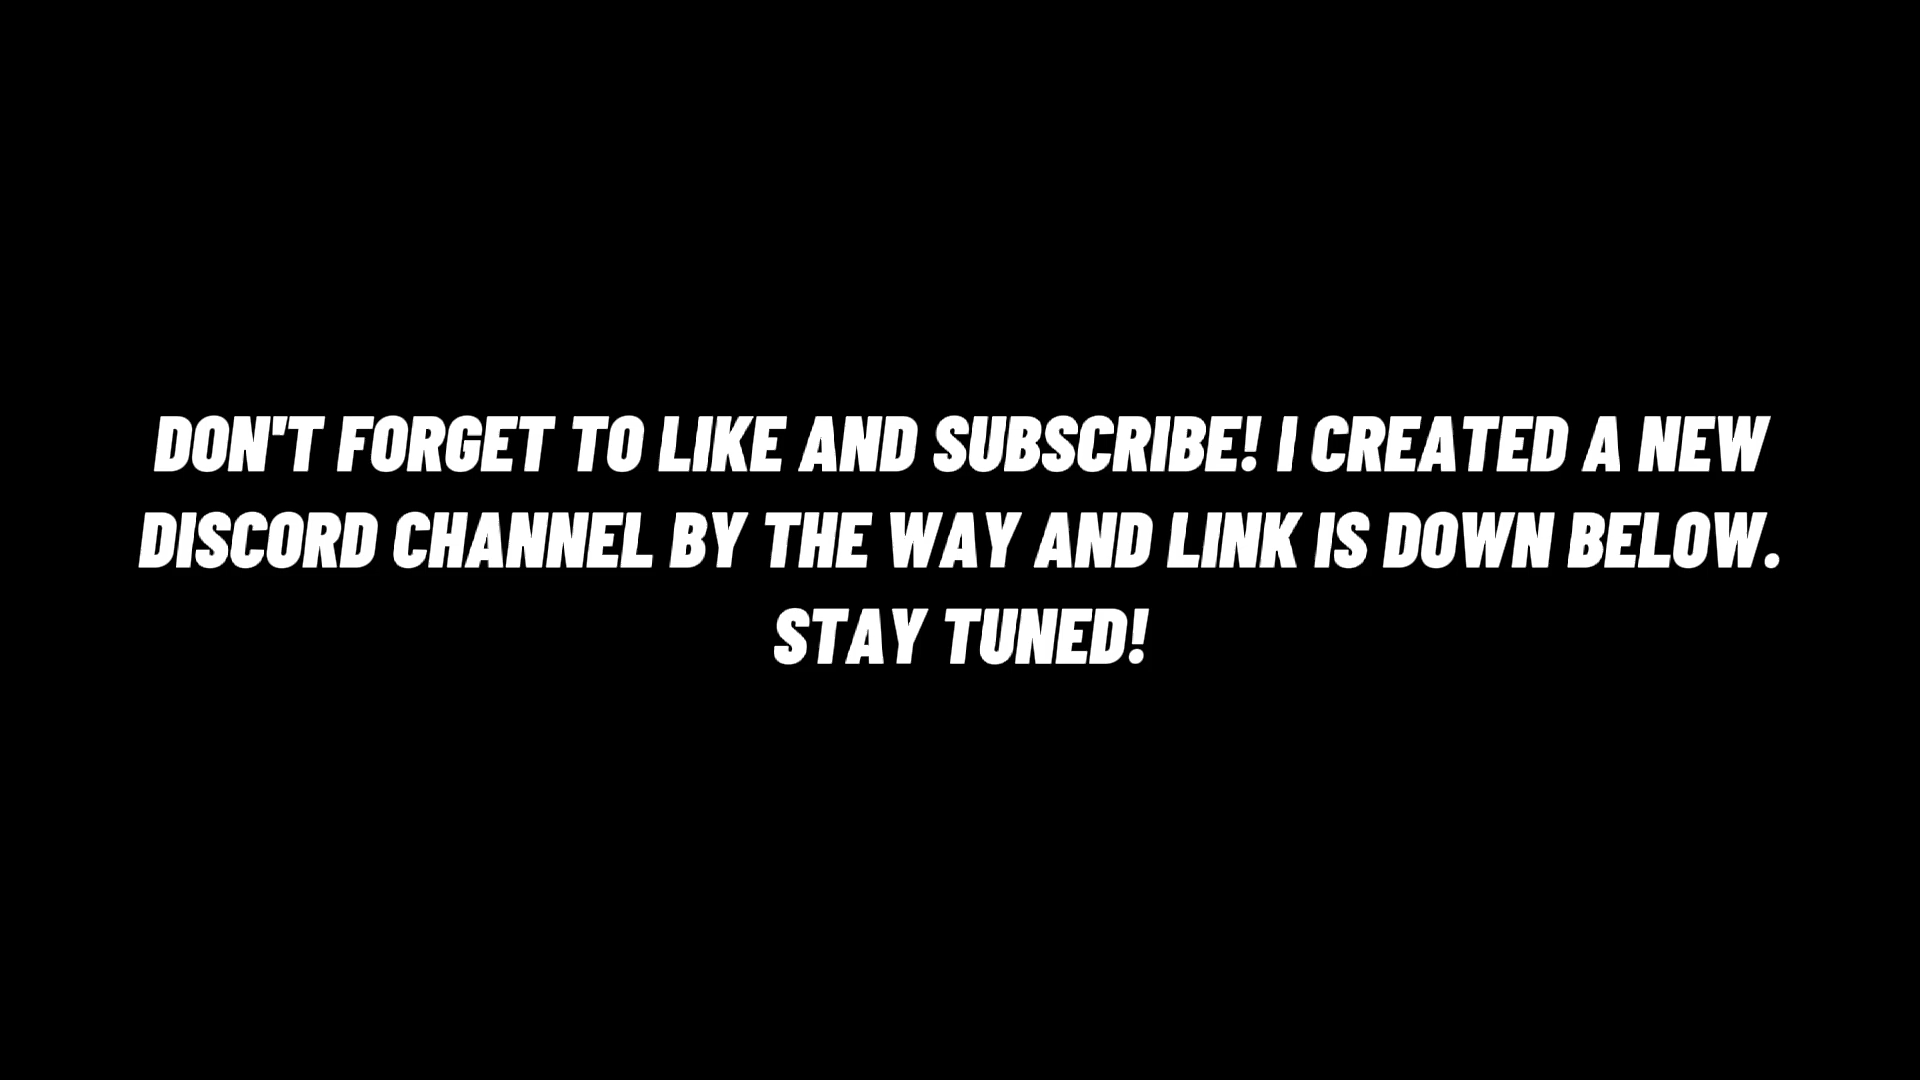 DON'T FORGET TO LIKE AND SUBSCRIBE! I CREATED A NEW
DISCORD CHANNEL BY THE WAY AND LINK IS DOWN BELOW.
STAY TUNED!